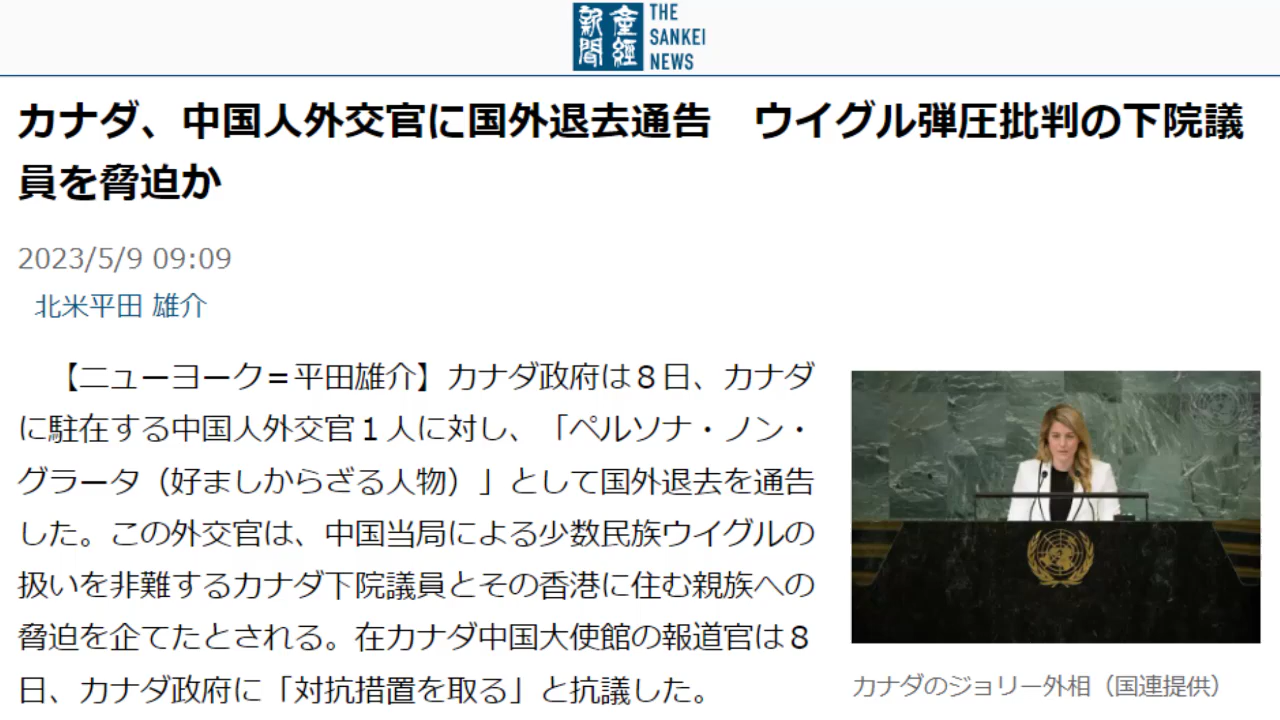 新聞 産經
THE
SANKEI
NEWS
カナダ、中国人外交官に国外退去通告　ウイグル弾圧批判の下院議
員を脅迫か
2023/5/9 09:09
北米平田 雄介
【ニューヨーク＝平田雄介】カナダ政府は８日、カナダ
に駐在する中国人外交官１人に対し、「ペルソナ・ノン・
グラータ（好ましからざる人物）」として国外退去を通告
した。この外交官は、中国当局による少数民族ウイグルの
扱いを非難するカナダ下院議員とその香港に住む親族への
脅迫を企てたとされる。在カナダ中国大使館の報道官は８
日、カナダ政府に「対抗措置を取る」と抗議した。
カナダのジョリー外相（国連提供）